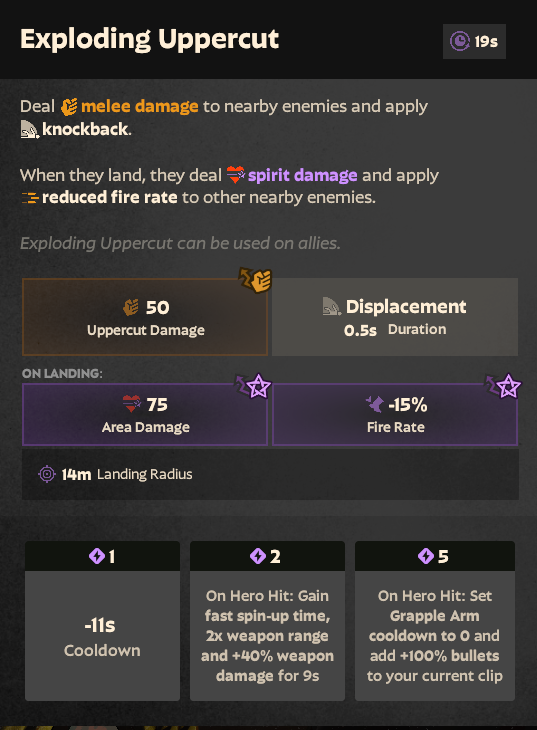 Exploding Uppercut
19s
Deal melee damage to nearby enemies and apply
knockback.
When they land, they deal spirit damage and apply
reduced fire rate to other nearby enemies.
Exploding Uppercut can be used on allies.
50
Uppercut Damage
Displacement
0.5s Duration
ON LANDING:
75
Area Damage
-15%
Fire Rate
14m Landing Radius
1
-11s
Cooldown
2
On Hero Hit: Gain
fast spin-up time,
2x weapon range
and +40% weapon
damage for 9s
5
On Hero Hit: Set
Grapple Arm
cooldown to 0 and
add +100% bullets
to your current clip